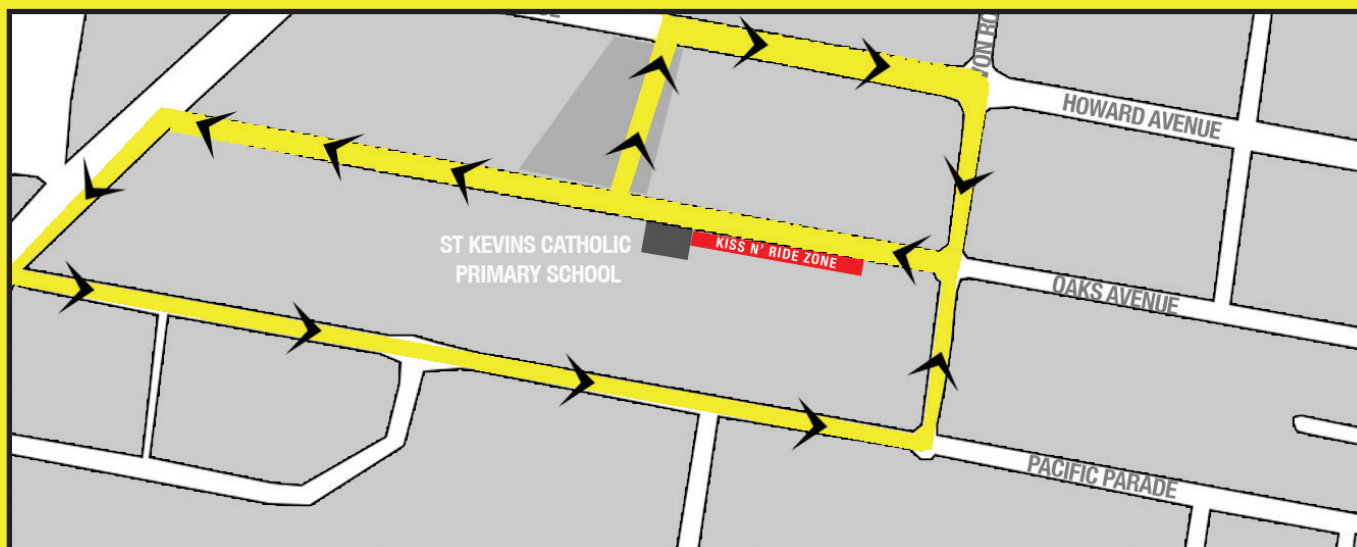 HOWARD AVENUE
ST KEVINS CATHOLIC
PRIMARY SCHOOL
KISS N' RIDE ZONE
OAKS AVENUE
PACIFIC PARADE